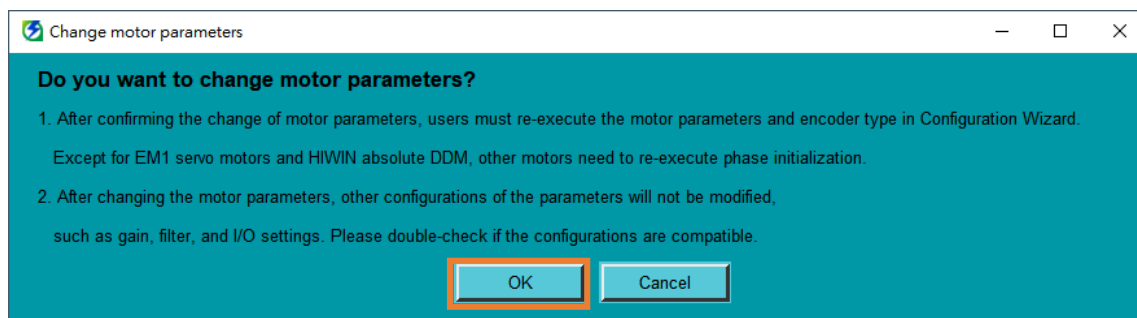 Change motor parameters
Do you want to change motor parameters?
1. After confirming the change of motor parameters, users must re-execute the motor parameters and encoder type in Configuration Wizard.
Except for EM1 servo motors and HIWIN absolute DDM, other motors need to re-execute phase initialization.
2. After changing the motor parameters, other configurations of the parameters will not be modified,
such as gain, filter, and I/O settings. Please double-check if the configurations are compatible.
OK Cancel